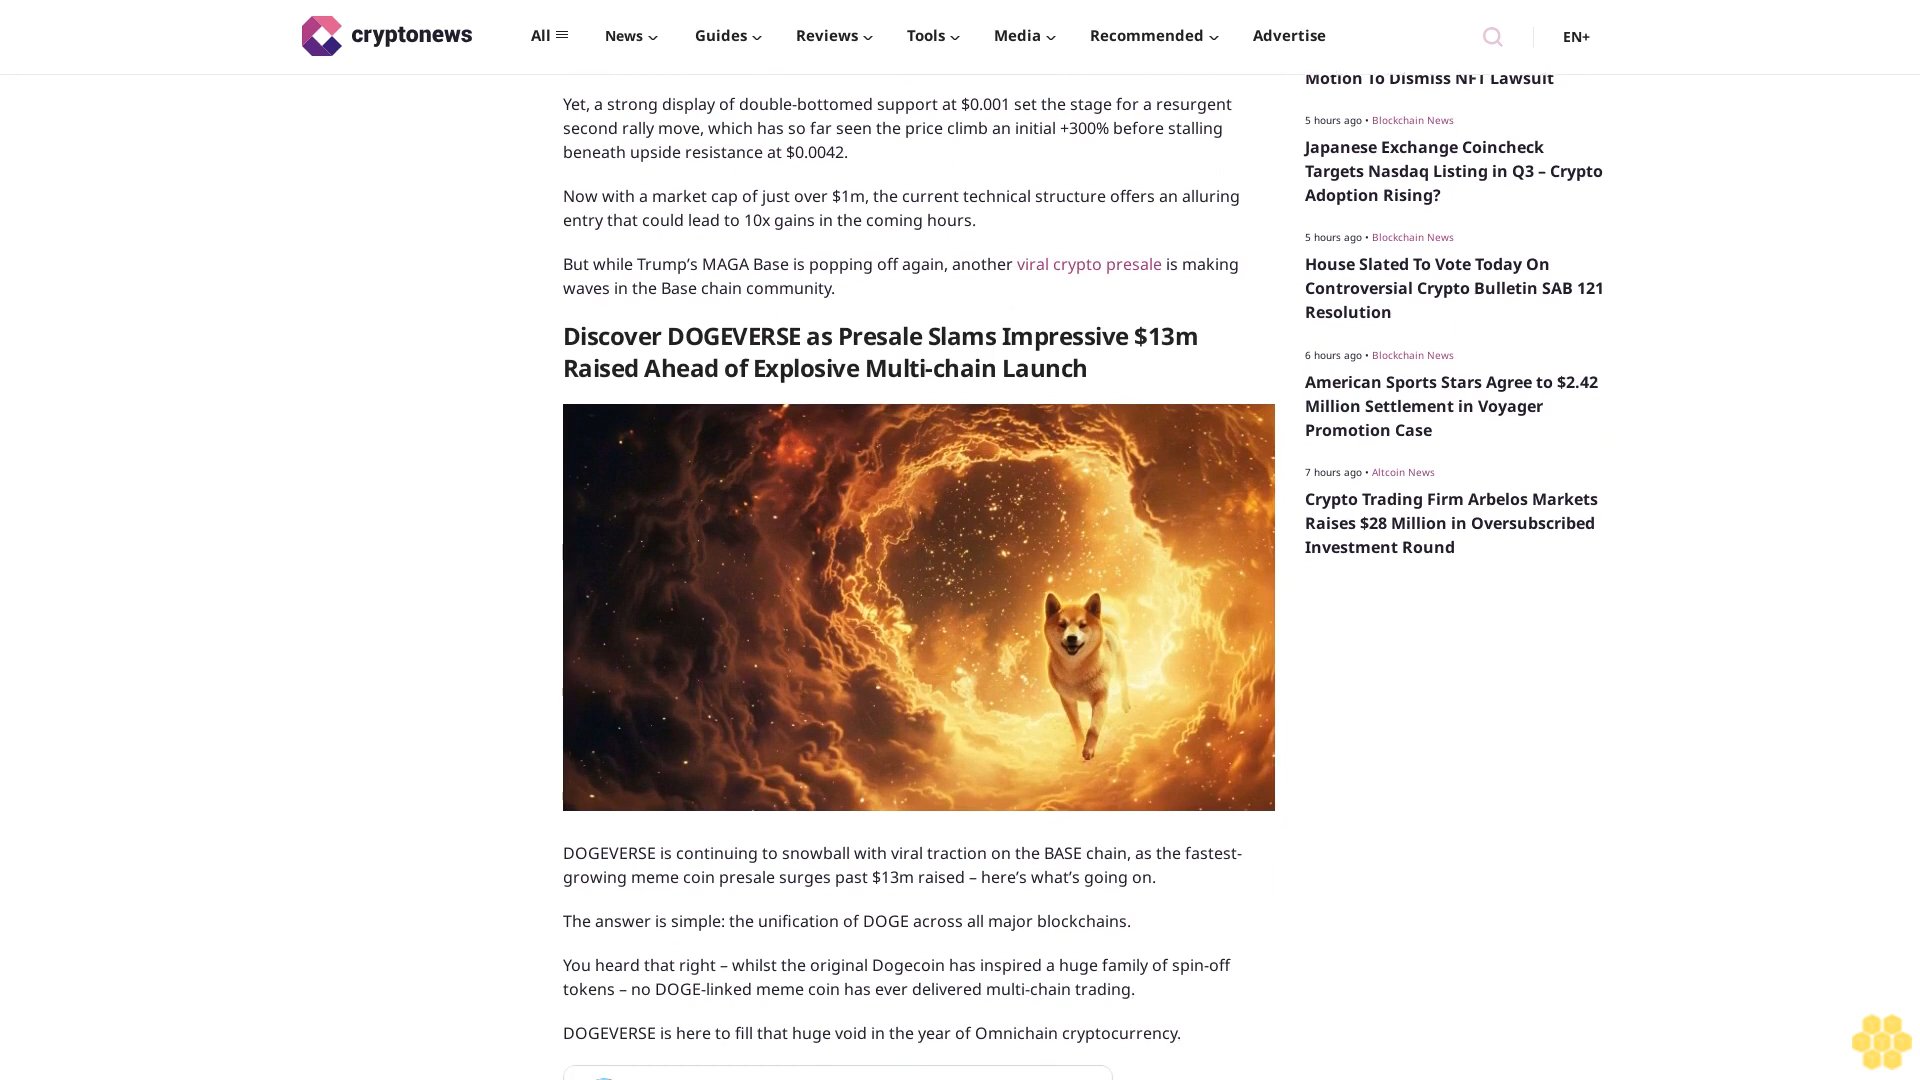 cryptonews
All
News
Guides
Reviews
Tools
Media
Recommended
Advertise
EN+
Yet, a strong display of double-bottomed support at $0.001 set the stage for a resurgent
second rally move, which has so far seen the price climb an initial +300% before stalling
beneath upside resistance at $0.0042.
Now with a market cap of just over $1m, the current technical structure offers an alluring
entry that could lead to 10x gains in the coming hours.
But while Trump’s MAGA Base is popping off again, another viral crypto presale is making
waves in the Base chain community.
Discover DOGEVERSE as Presale Slams Impressive $13m
Raised Ahead of Explosive Multi-chain Launch
DOGEVERSE is continuing to snowball with viral traction on the BASE chain, as the fastest-
growing meme coin presale surges past $13m raised – here’s what’s going on.
The answer is simple: the unification of DOGE across all major blockchains.
You heard that right – whilst the original Dogecoin has inspired a huge family of spin-off
tokens – no DOGE-linked meme coin has ever delivered multi-chain trading.
DOGEVERSE is here to fill that huge void in the year of Omnichain cryptocurrency.
Motion To Dismiss NFT Lawsuit
5 hours ago • Blockchain News
Japanese Exchange Coincheck
Targets Nasdaq Listing in Q3 – Crypto
Adoption Rising?
5 hours ago • Blockchain News
House Slated To Vote Today On
Controversial Crypto Bulletin SAB 121
Resolution
6 hours ago • Blockchain News
American Sports Stars Agree to $2.42
Million Settlement in Voyager
Promotion Case
7 hours ago • Altcoin News
Crypto Trading Firm Arbelos Markets
Raises $28 Million in Oversubscribed
Investment Round